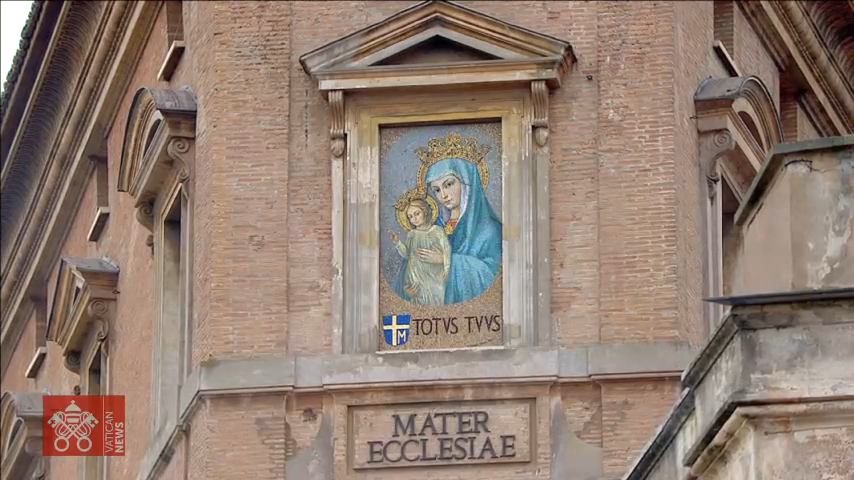 TOTVS TVVS
M
MATER
ECCLESIAE
VATICAN
NEWS